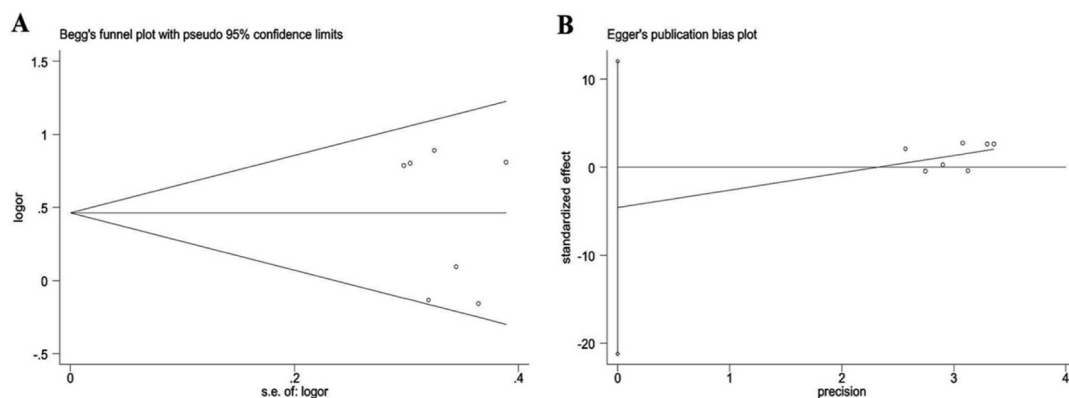 A
Begg's funnel plot with pseudo 95% confidence limits
1.5
1
.5
0
-.5
logor
0
.2
.4
s.e. of: logor
B
Egger's publication bias plot
10
0
-10
-20
standardized effect
0
1
2
3
4
precision